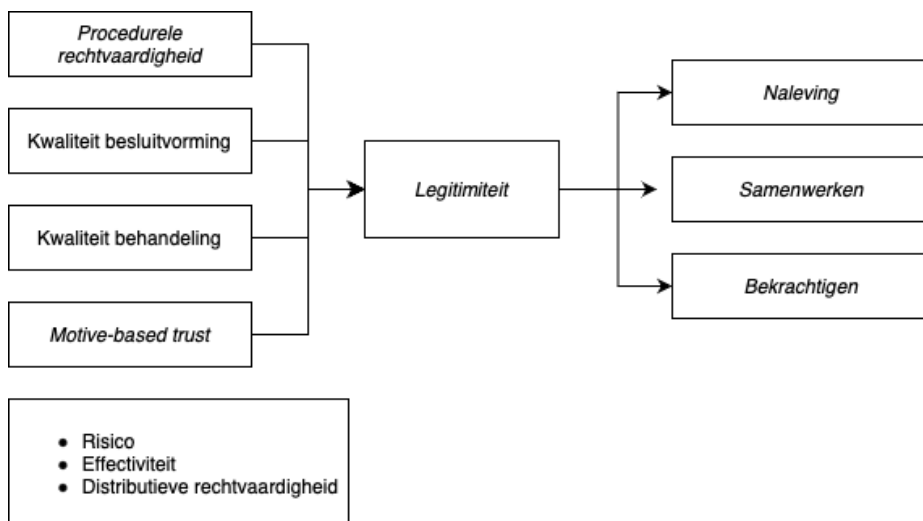 Procedurele
rechtvaardigheid
Kwaliteit besluitvorming
Kwaliteit behandeling
Motive-based trust
Legitimiteit
Naleving
Samenwerken
Bekrachtigen
● Risico
● Effectiviteit
● Distributieve rechtvaardigheid